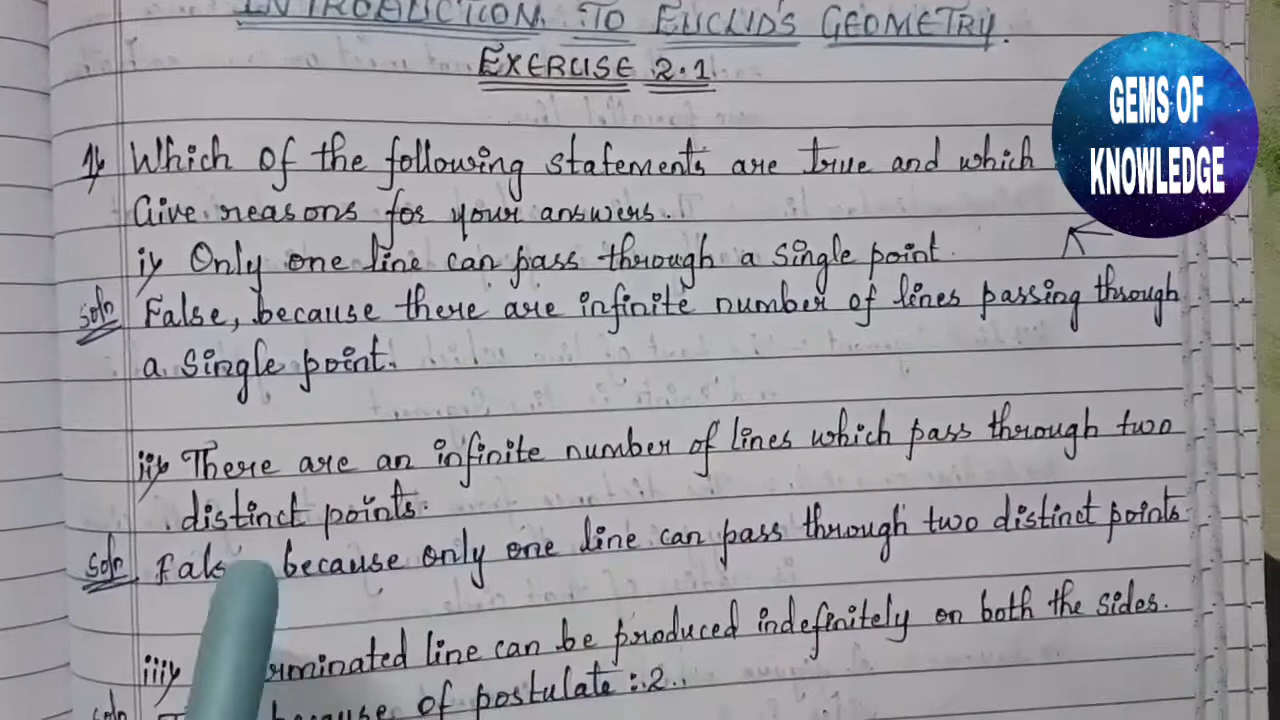 INTRODUCTION TO EUCLID'S GEOMETRY.
EXERCISE 2.1
GEMS OF
KNOWLEDGE
1) Which of the following statements are true and which
Give reasons for your answers.
i) Only one line can pass through a single point.
Soln False, because there are infinite number of lines passing through
a single point.
ii) There are an infinite number of lines which pass through two
distinct points.
Soln False because only one line can pass through two distinct points
iii) rminated line can be produced indefinitely on both the sides.
soln because of postulate :2.